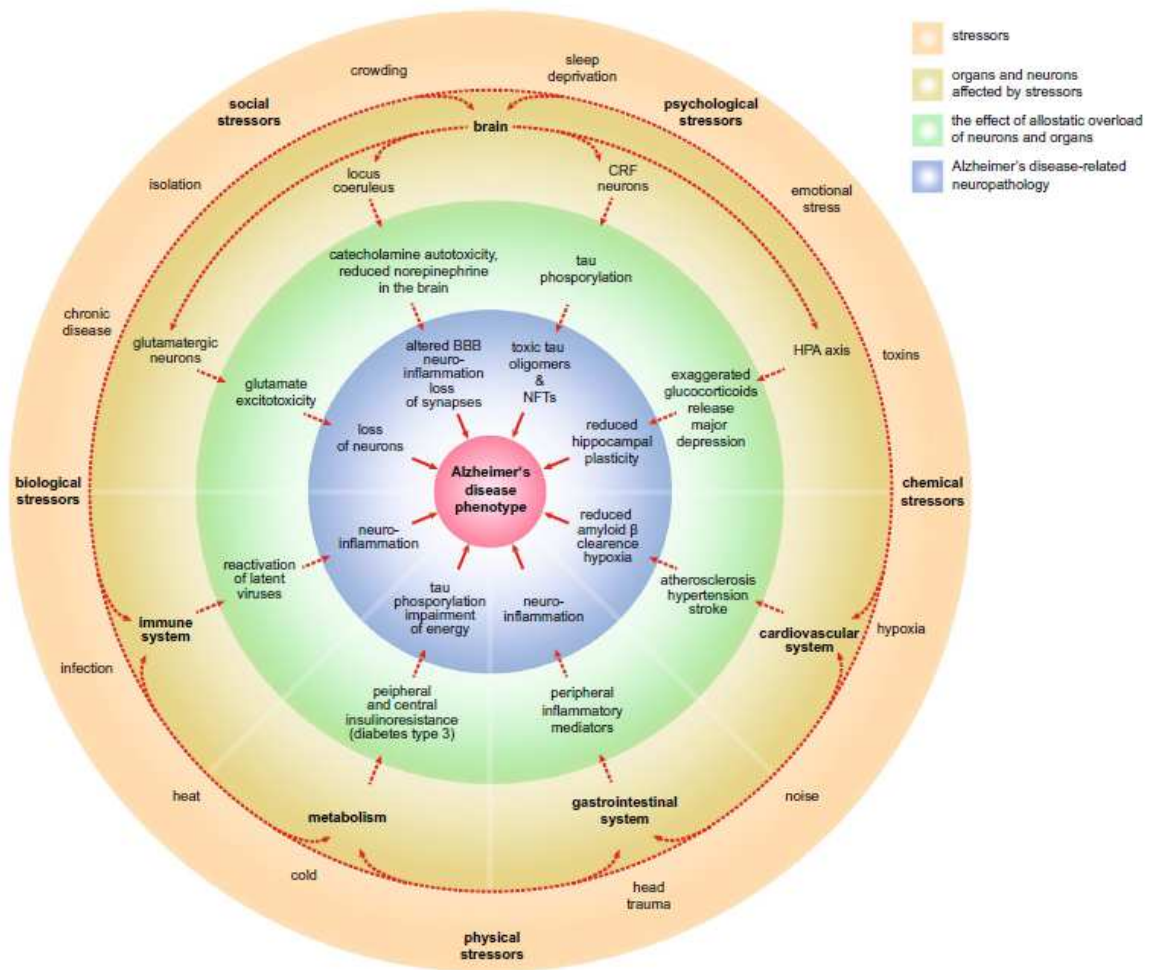 stressors
organs and neurons
affected by stressors
the effect of allostatic overload
of neurons and organs
Alzheimer's disease-related
neuropathology
crowding
sleep
deprivation
social
stressors
psychological
stressors
isolation
emotional
stress
chronic
disease
toxins
biological
stressors
chemical
stressors
infection
hypoxia
heat
noise
cold
head
trauma
physical
stressors
brain
locus
coeruleus
CRF
neurons
glutamatergic
neurons
HPA axis
immune
system
cardiovascular
system
metabolism
gastrointestinal
system
catecholamine autotoxicity,
reduced norepinephrine
in the brain
tau
phosporylation
glutamate
excitotoxicity
exaggerated
glucocorticoids
release
major
depression
reactivation
of latent
viruses
atherosclerosis
hypertension
stroke
peipheral
and central
insulinoresistance
(diabetes type 3)
peripheral
inflammatory
mediators
altered BBB
neuro-
inflammation
loss
of synapses
toxic tau
oligomers
&
NFTs
loss
of neurons
reduced
hippocampal
plasticity
neuro-
inflammation
reduced
amyloid β
clearence
hypoxia
tau
phosporylation
impairment
of energy
neuro-
inflammation
Alzheimer's
disease
phenotype